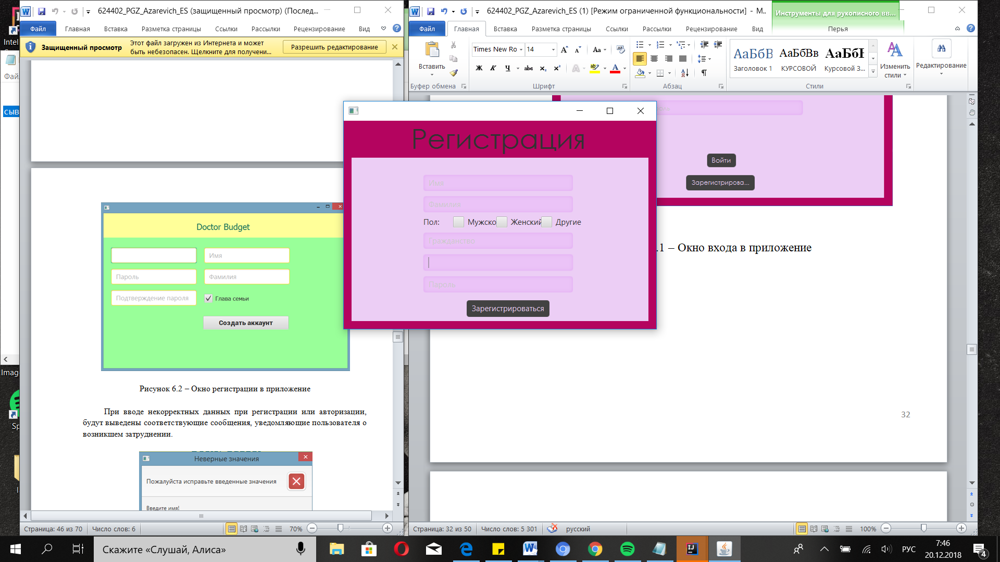 624402_PGZ_Azarevich_ES (защищенный просмотр) (Послед...
Файл
Главная
Вставка
Разметка страницы
Ссылки
Рассылки
Рецензирование
Вид
Защищенный просмотр
Этот файл загружен из Интернета и может
быть небезопасен. Щелкните для получени...
Разрешить редактирование
Intel
сыв
Imag
Doctor Budget
Имя
Пароль
Фамилия
Подтверждение пароля
Глава семьи
Создать аккаунт
Рисунок 6.2 – Окно регистрации в приложение
При вводе некорректных данных при регистрации или авторизации,
будут выведены соответствующие сообщения, уведомляющие пользователя о
возникшем затруднении.
Неверные значения
Пожалуйста исправьте введенные значения
Введите имя!
Страница: 46 из 70
Число слов: 6
70%
624402_PGZ_Azarevich_ES (1) [Режим ограниченной функциональности] - M...
Инструменты для рукописного вв...
Файл
Главная
Вставка
Разметка страницы
Ссылки
Рассылки
Рецензирование
Вид
Перья
Вставить
Буфер обмена
Times New Ro
14
Ж К Ч abc x₂ x²
Шрифт
Абзац
АаБбВ
АаБбВв
АаБбI
Заголовок 1
КУРСОВОЙ
Курсовой З...
Стили
Изменить
стили
Редактирование
Войти
Зарегистрирова...
.1 – Окно входа в приложение
32
Регистрация
Имя
Фамилия
Пол:
Мужско
Женский
Другие
Гражданство
Пароль
Зарегистрироваться
Страница: 32 из 50
Число слов: 5 301
русский
100%
Скажите «Слушай, Алиса»
РУС
7:46
20.12.2018
4